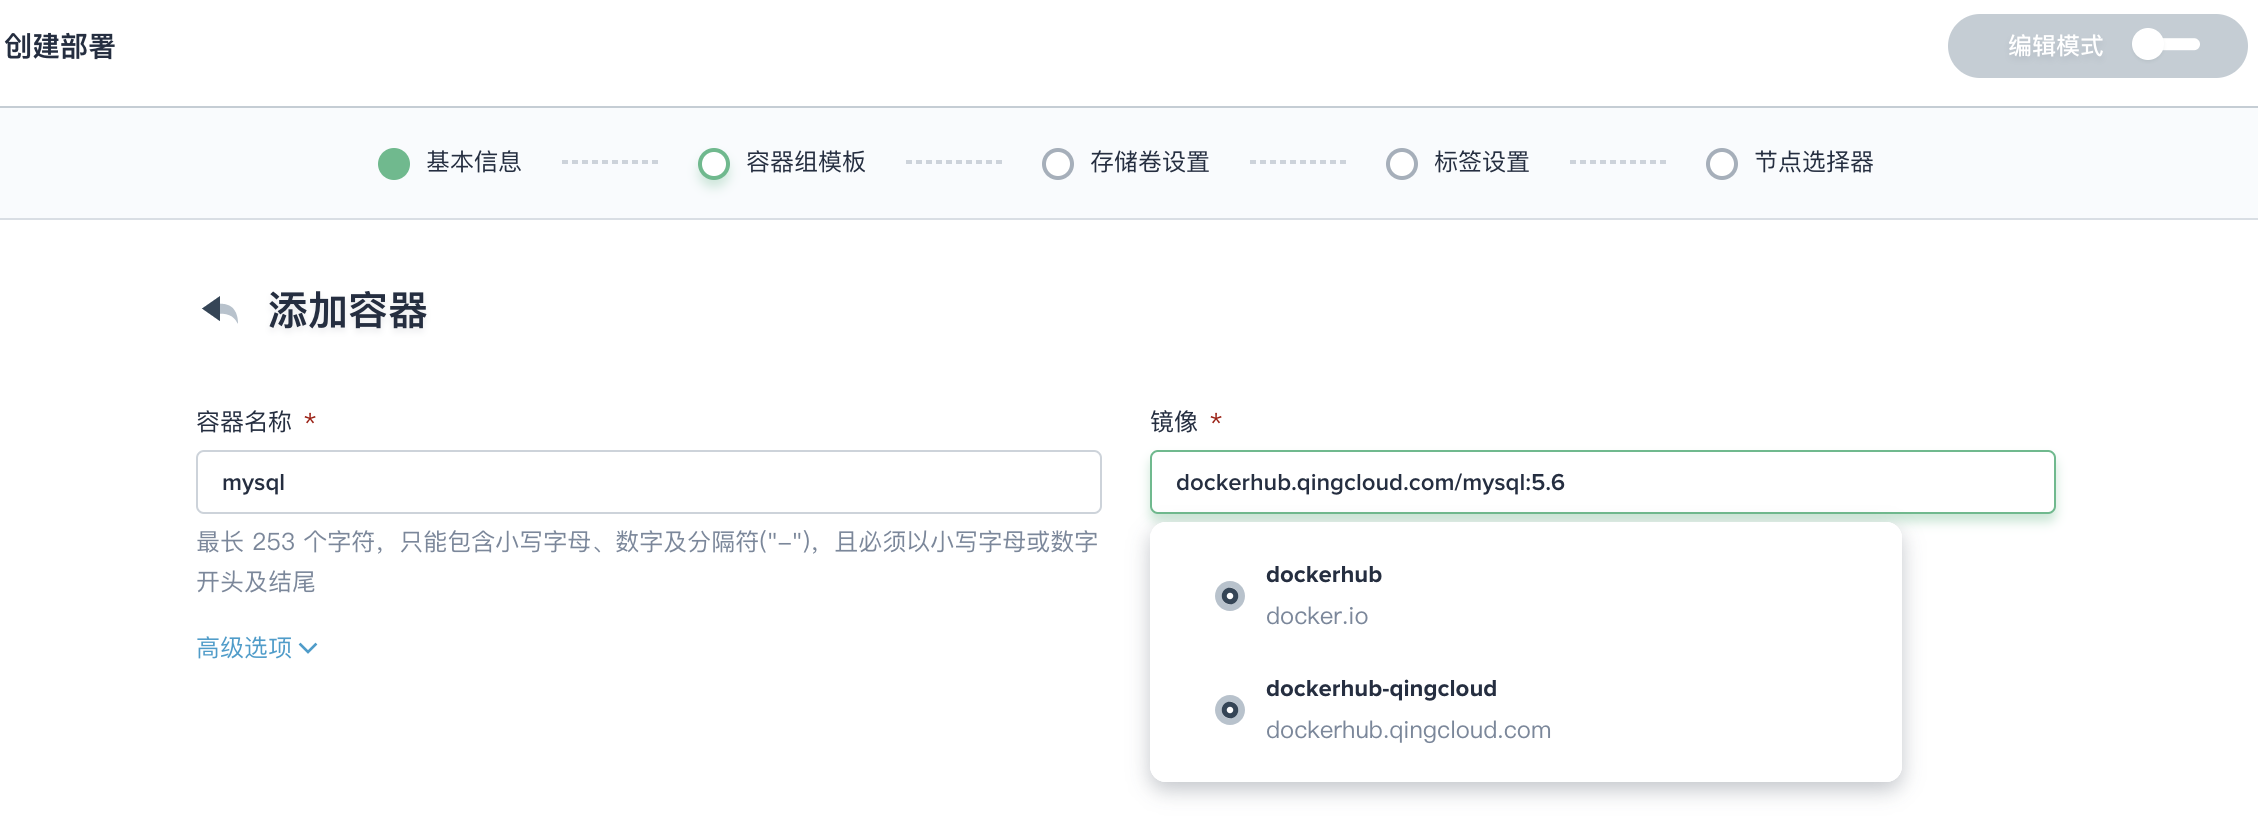 创建部署
编辑模式
基本信息
容器组模板
存储卷设置
标签设置
节点选择器
添加容器
容器名称 *
mysql
最长 253 个字符，只能包含小写字母、数字及分隔符("-")，且必须以小写字母或数字
开头及结尾
高级选项
镜像 *
dockerhub.qingcloud.com/mysql:5.6
dockerhub
docker.io
dockerhub-qingcloud
dockerhub.qingcloud.com